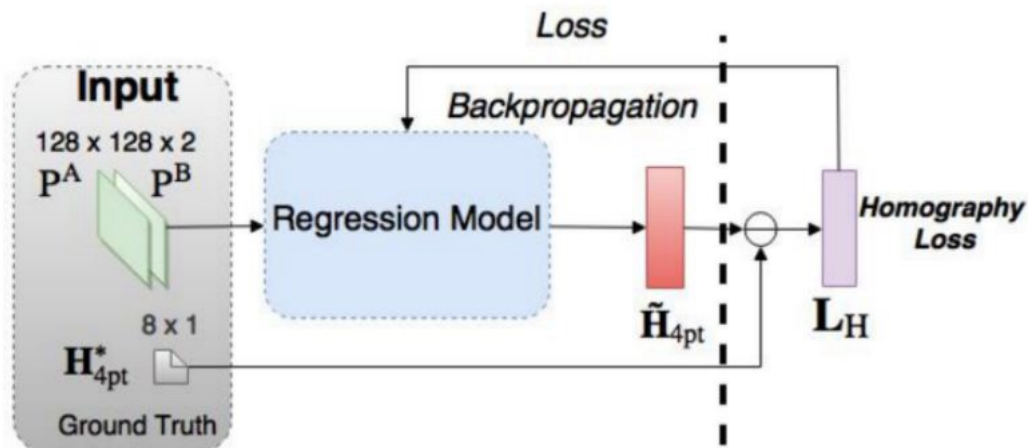 Loss
Input
Backpropagation
128 x 128 x 2
P^A P^B
Regression Model
Homography
Loss
8 x 1
H̃_4pt
L_H
H*_4pt
Ground Truth